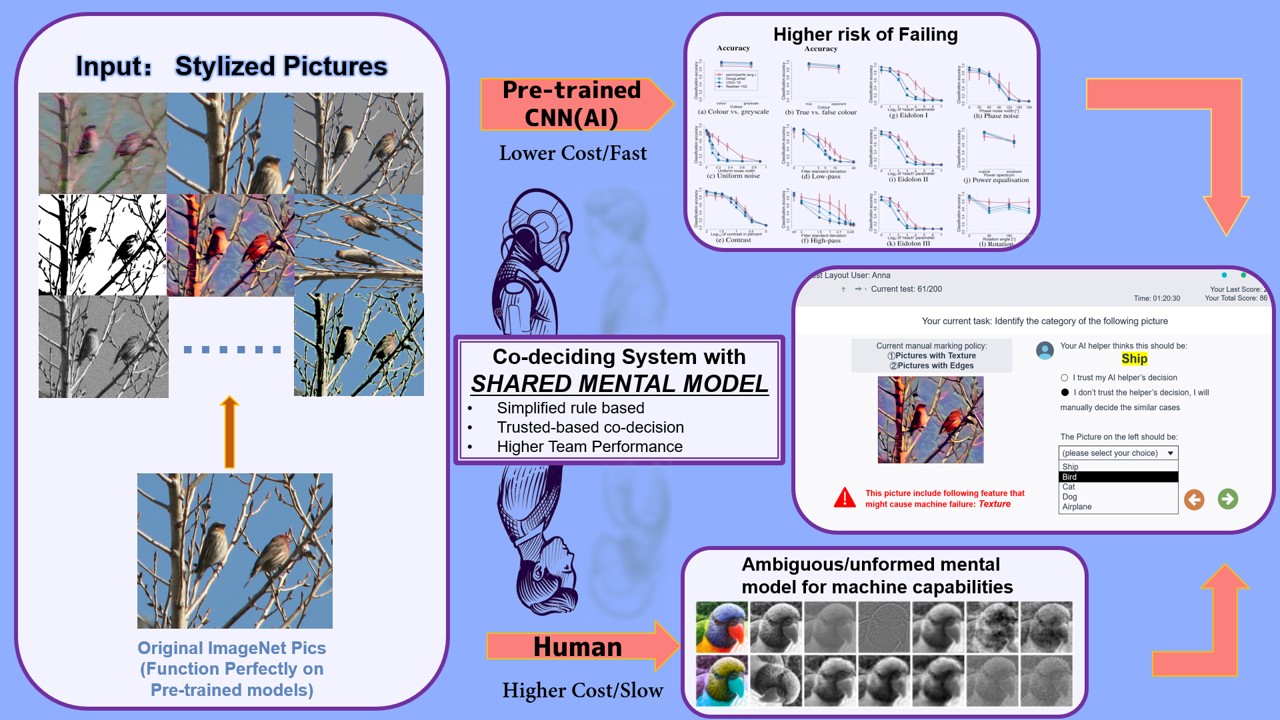 Input： Stylized Pictures
Original ImageNet Pics
(Function Perfectly on
Pre-trained models)
Pre-trained
CNN(AI)
Lower Cost/Fast
Higher risk of Failing
Accuracy
Accuracy
(a) Colour vs. greyscale
(b) True vs. false colour
(g) Eidolon I
(h) Phase noise
(c) Uniform noise
(d) Low-pass
(i) Eidolon II
(j) Power equalisation
(e) Contrast
(f) High-pass
(k) Eidolon III
(l) Rotation
Co-deciding System with
SHARED MENTAL MODEL
• Simplified rule based
• Trusted-based co-decision
• Higher Team Performance
Layout User: Anna
Current test: 61/200
Time: 01:20:30
Your Last Score:
Your Total Score: 86
Your current task: Identify the category of the following picture
Current manual marking policy:
①Pictures with Texture
②Pictures with Edges
Your AI helper thinks this should be:
Ship
I trust my AI helper's decision
I don't trust the helper's decision, I will
manually decide the similar cases
The Picture on the left should be:
(please select your choice)
Ship
Bird
Cat
Dog
Airplane
This picture include following feature that
might cause machine failure: Texture
Human
Higher Cost/Slow
Ambiguous/unformed mental
model for machine capabilities